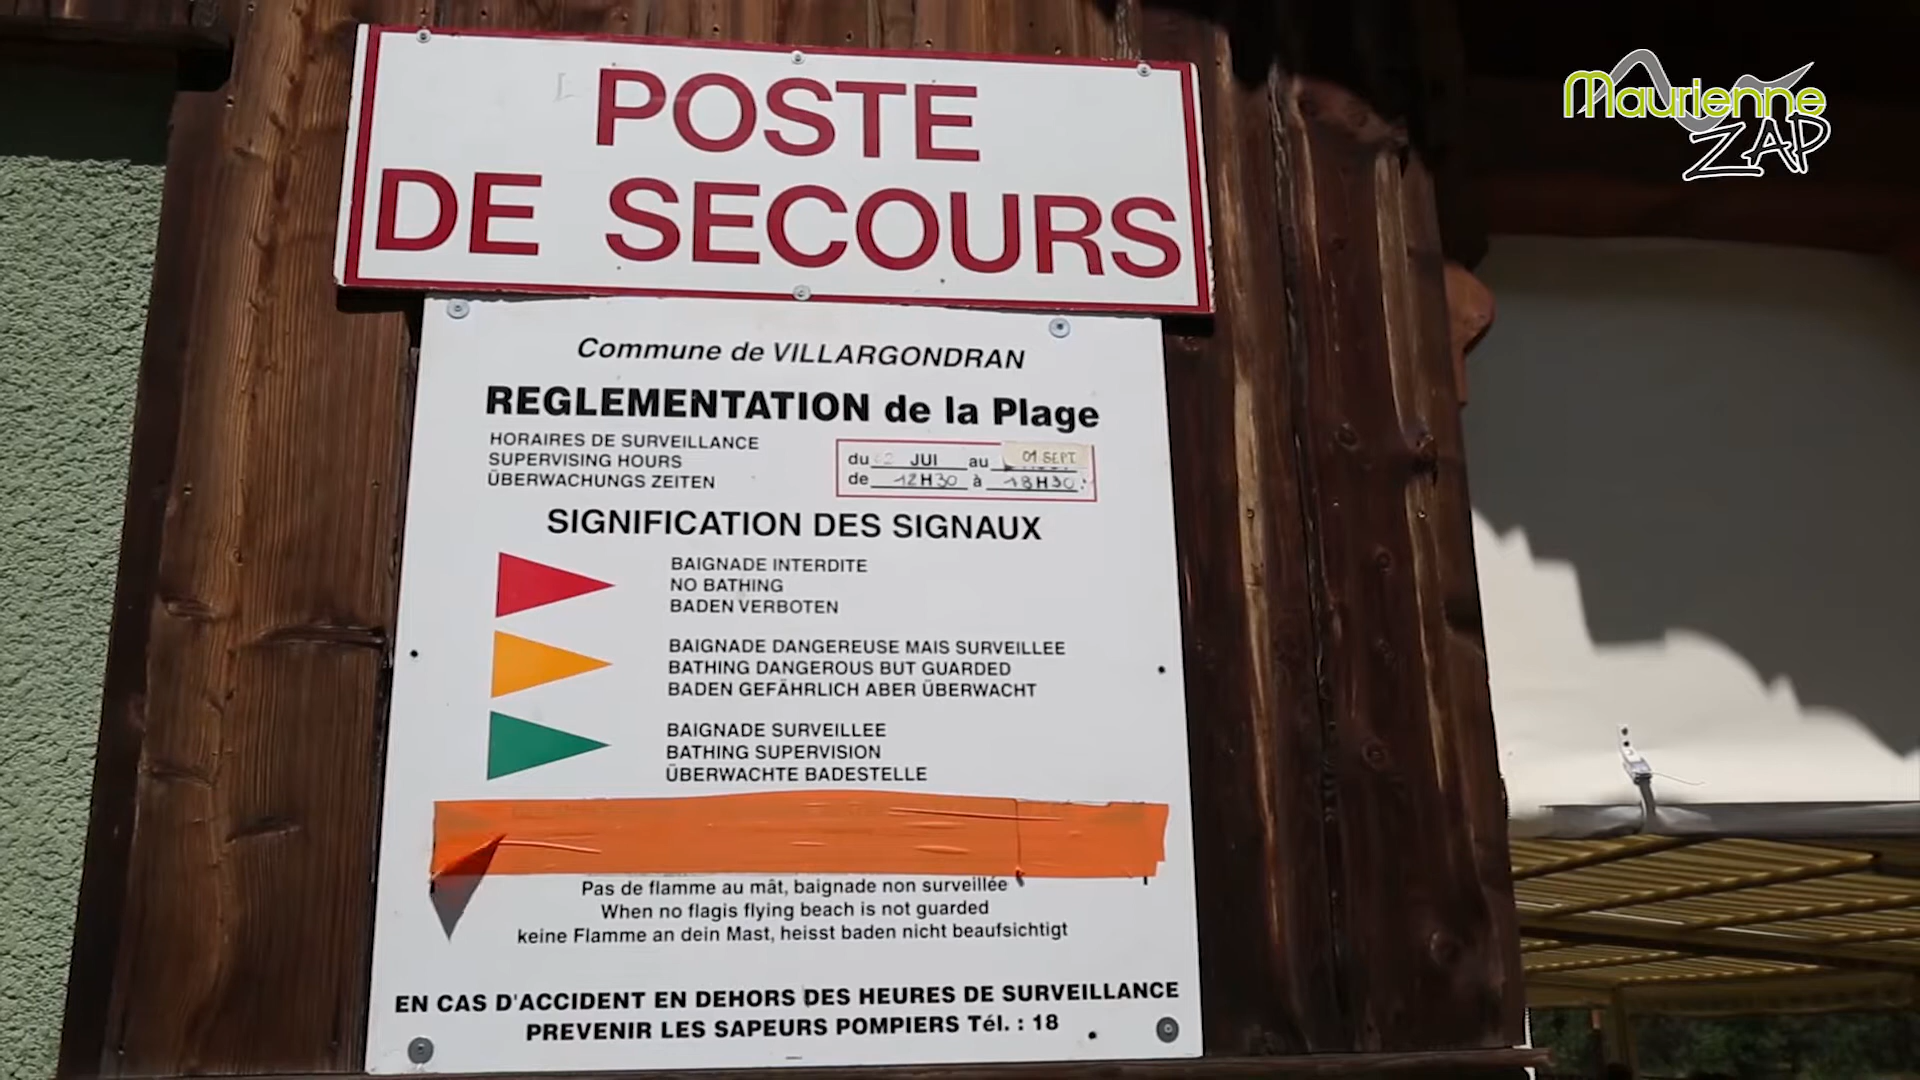 Maurienne
ZAP
POSTE
DE SECOURS
Commune de VILLARGONDRAN
REGLEMENTATION de la Plage
HORAIRES DE SURVEILLANCE
SUPERVISING HOURS
ÜBERWACHUNGS ZEITEN
du JUI au 01 SEPT.
de 12H30 à 18H30
SIGNIFICATION DES SIGNAUX
BAIGNADE INTERDITE
NO BATHING
BADEN VERBOTEN
BAIGNADE DANGEREUSE MAIS SURVEILLEE
BATHING DANGEROUS BUT GUARDED
BADEN GEFÄHRLICH ABER ÜBERWACHT
BAIGNADE SURVEILLEE
BATHING SUPERVISION
ÜBERWACHTE BADESTELLE
Pas de flamme au mât, baignade non surveillée
When no flagis flying beach is not guarded
keine Flamme an dein Mast, heisst baden nicht beaufsichtigt
EN CAS D'ACCIDENT EN DEHORS DES HEURES DE SURVEILLANCE
PREVENIR LES SAPEURS POMPIERS Tél. : 18